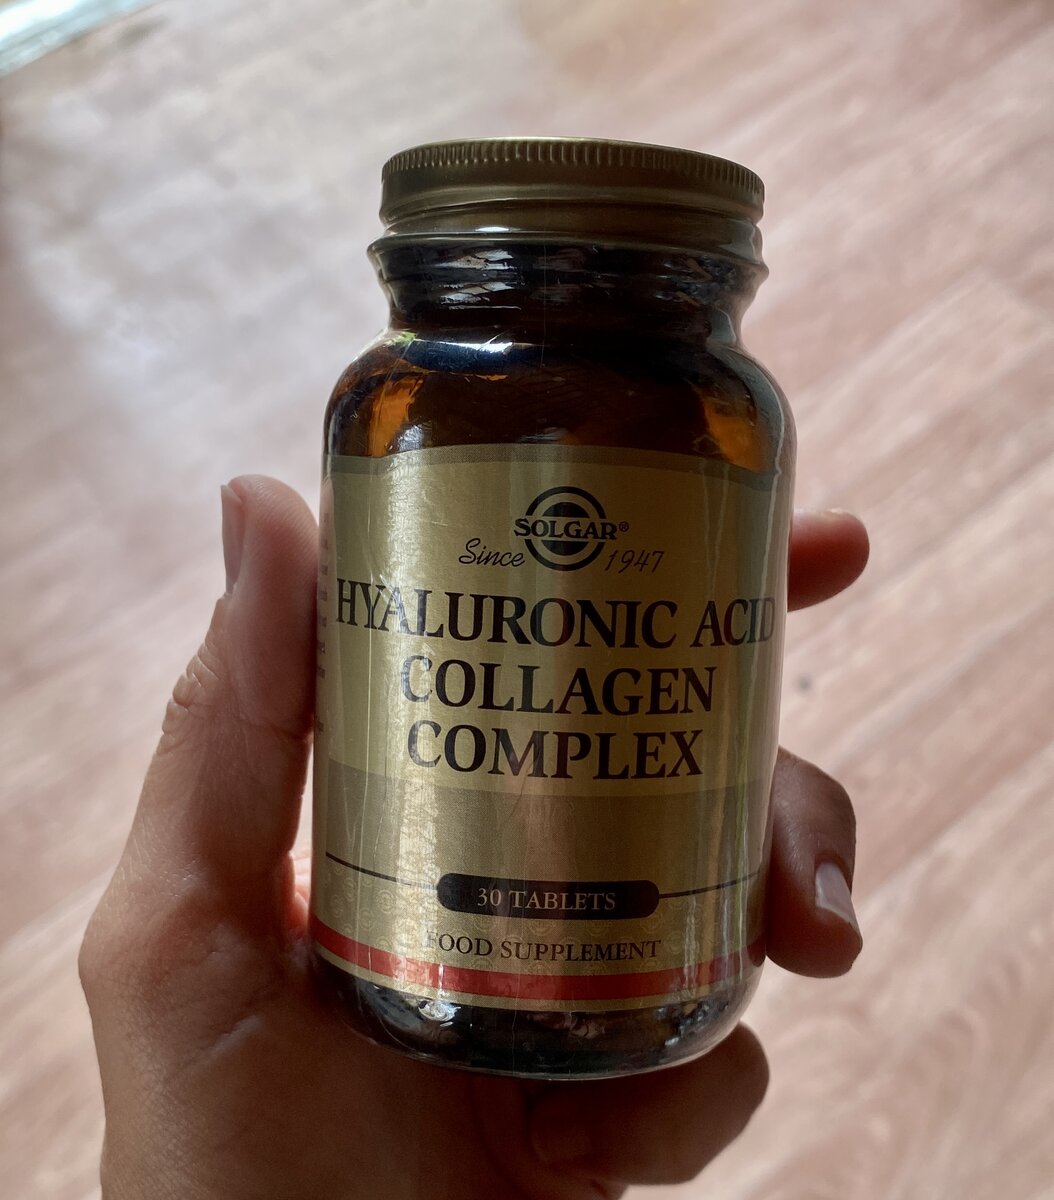 SOLGAR®
Since 1947
HYALURONIC ACID
COLLAGEN
COMPLEX
30 TABLETS
FOOD SUPPLEMENT